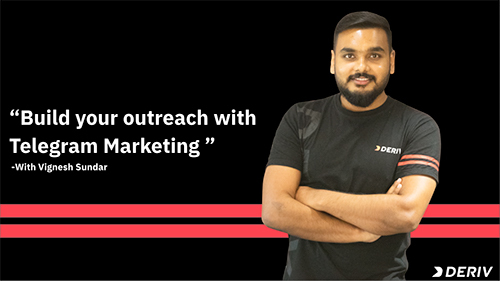 “Build your outreach with
Telegram Marketing ”
-With Vignesh Sundar
DERIV
DERIV